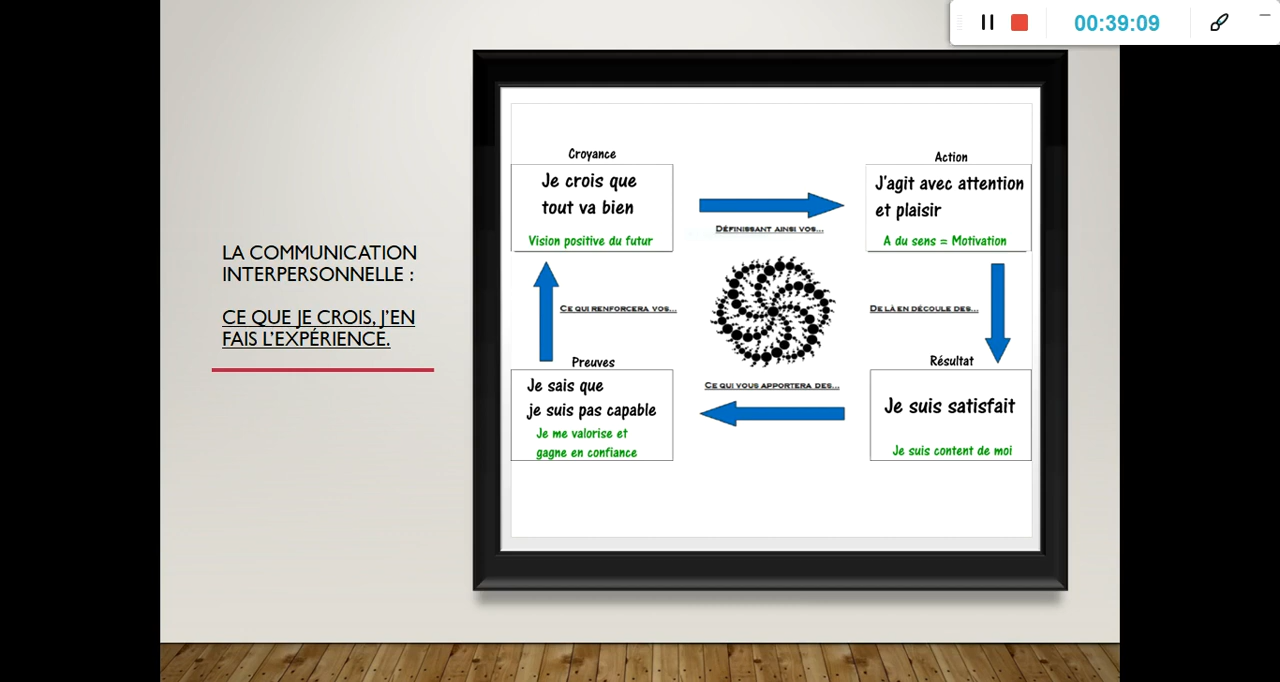 00:39:09
LA COMMUNICATION
INTERPERSONNELLE :
CE QUE JE CROIS, J'EN
FAIS L'EXPÉRIENCE.
Croyance
Je crois que
tout va bien
Vision positive du futur
Définissant ainsi vos...
Action
J'agit avec attention
et plaisir
A du sens = Motivation
Ce qui renforcera vos...
De là en découle des...
Preuves
Je sais que
je suis pas capable
Je me valorise et
gagne en confiance
Ce qui vous apportera des...
Résultat
Je suis satisfait
Je suis content de moi